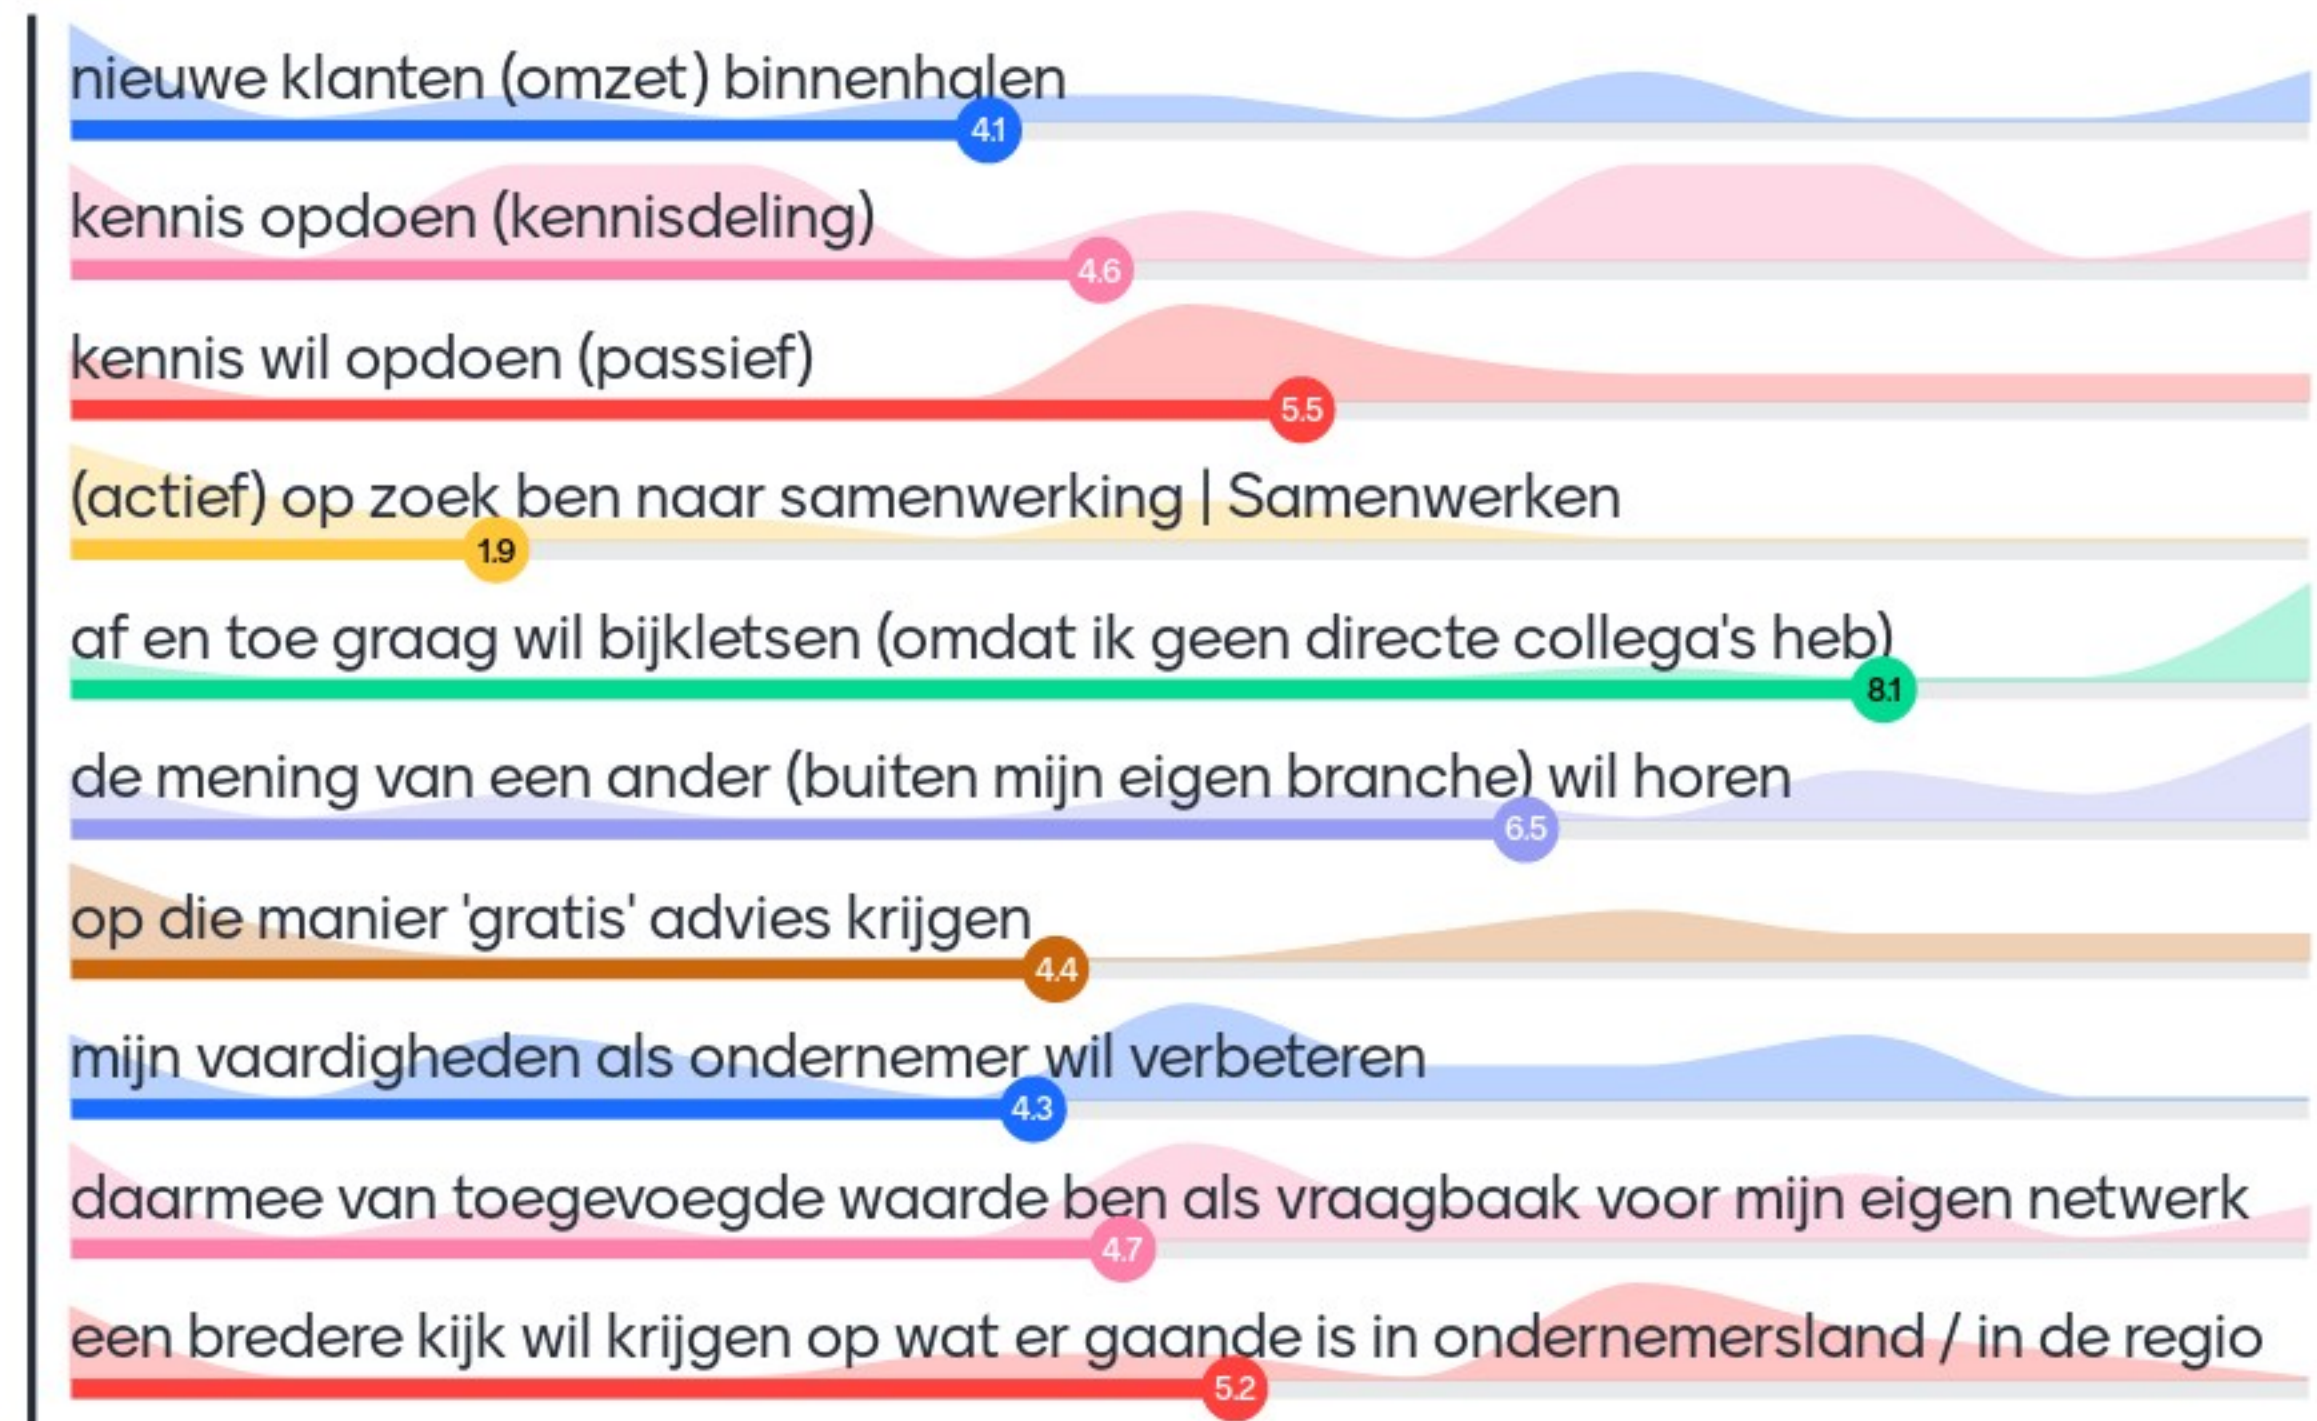 nieuwe klanten (omzet) binnenhalen
4.1
kennis opdoen (kennisdeling)
4.6
kennis wil opdoen (passief)
5.5
(actief) op zoek ben naar samenwerking | Samenwerken
1.9
af en toe graag wil bijkletsen (omdat ik geen directe collega's heb)
8.1
de mening van een ander (buiten mijn eigen branche) wil horen
6.5
op die manier 'gratis' advies krijgen
4.4
mijn vaardigheden als ondernemer wil verbeteren
4.3
daarmee van toegevoegde waarde ben als vraagbaak voor mijn eigen netwerk
4.7
een bredere kijk wil krijgen op wat er gaande is in ondernemersland / in de regio
5.2